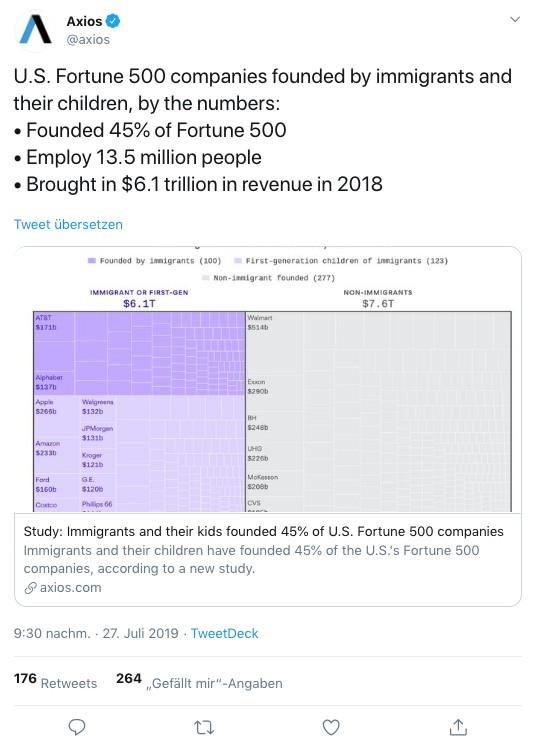 Axios
@axios
U.S. Fortune 500 companies founded by immigrants and
their children, by the numbers:
• Founded 45% of Fortune 500
• Employ 13.5 million people
• Brought in $6.1 trillion in revenue in 2018
Tweet übersetzen
Founded by immigrants (100) First-generation children of immigrants (123)
Non-immigrant founded (277)
IMMIGRANT OR FIRST-GEN
$6.1T
NON-IMMIGRANTS
$7.6T
AT&T
$171b
Alphabet
$137b
Apple
$266b
Amazon
$233b
Ford
$160b
Costco
Walgreens
$132b
JPMorgan
$131b
Kroger
$121b
G.E.
$120b
Phillips 66
Walmart
$514b
Exxon
$290b
BH
$248b
UHG
$226b
McKesson
$208b
CVS
Study: Immigrants and their kids founded 45% of U.S. Fortune 500 companies
Immigrants and their children have founded 45% of the U.S.'s Fortune 500
companies, according to a new study.
axios.com
9:30 nachm. · 27. Juli 2019 · TweetDeck
176 Retweets 264 „Gefällt mir“-Angaben